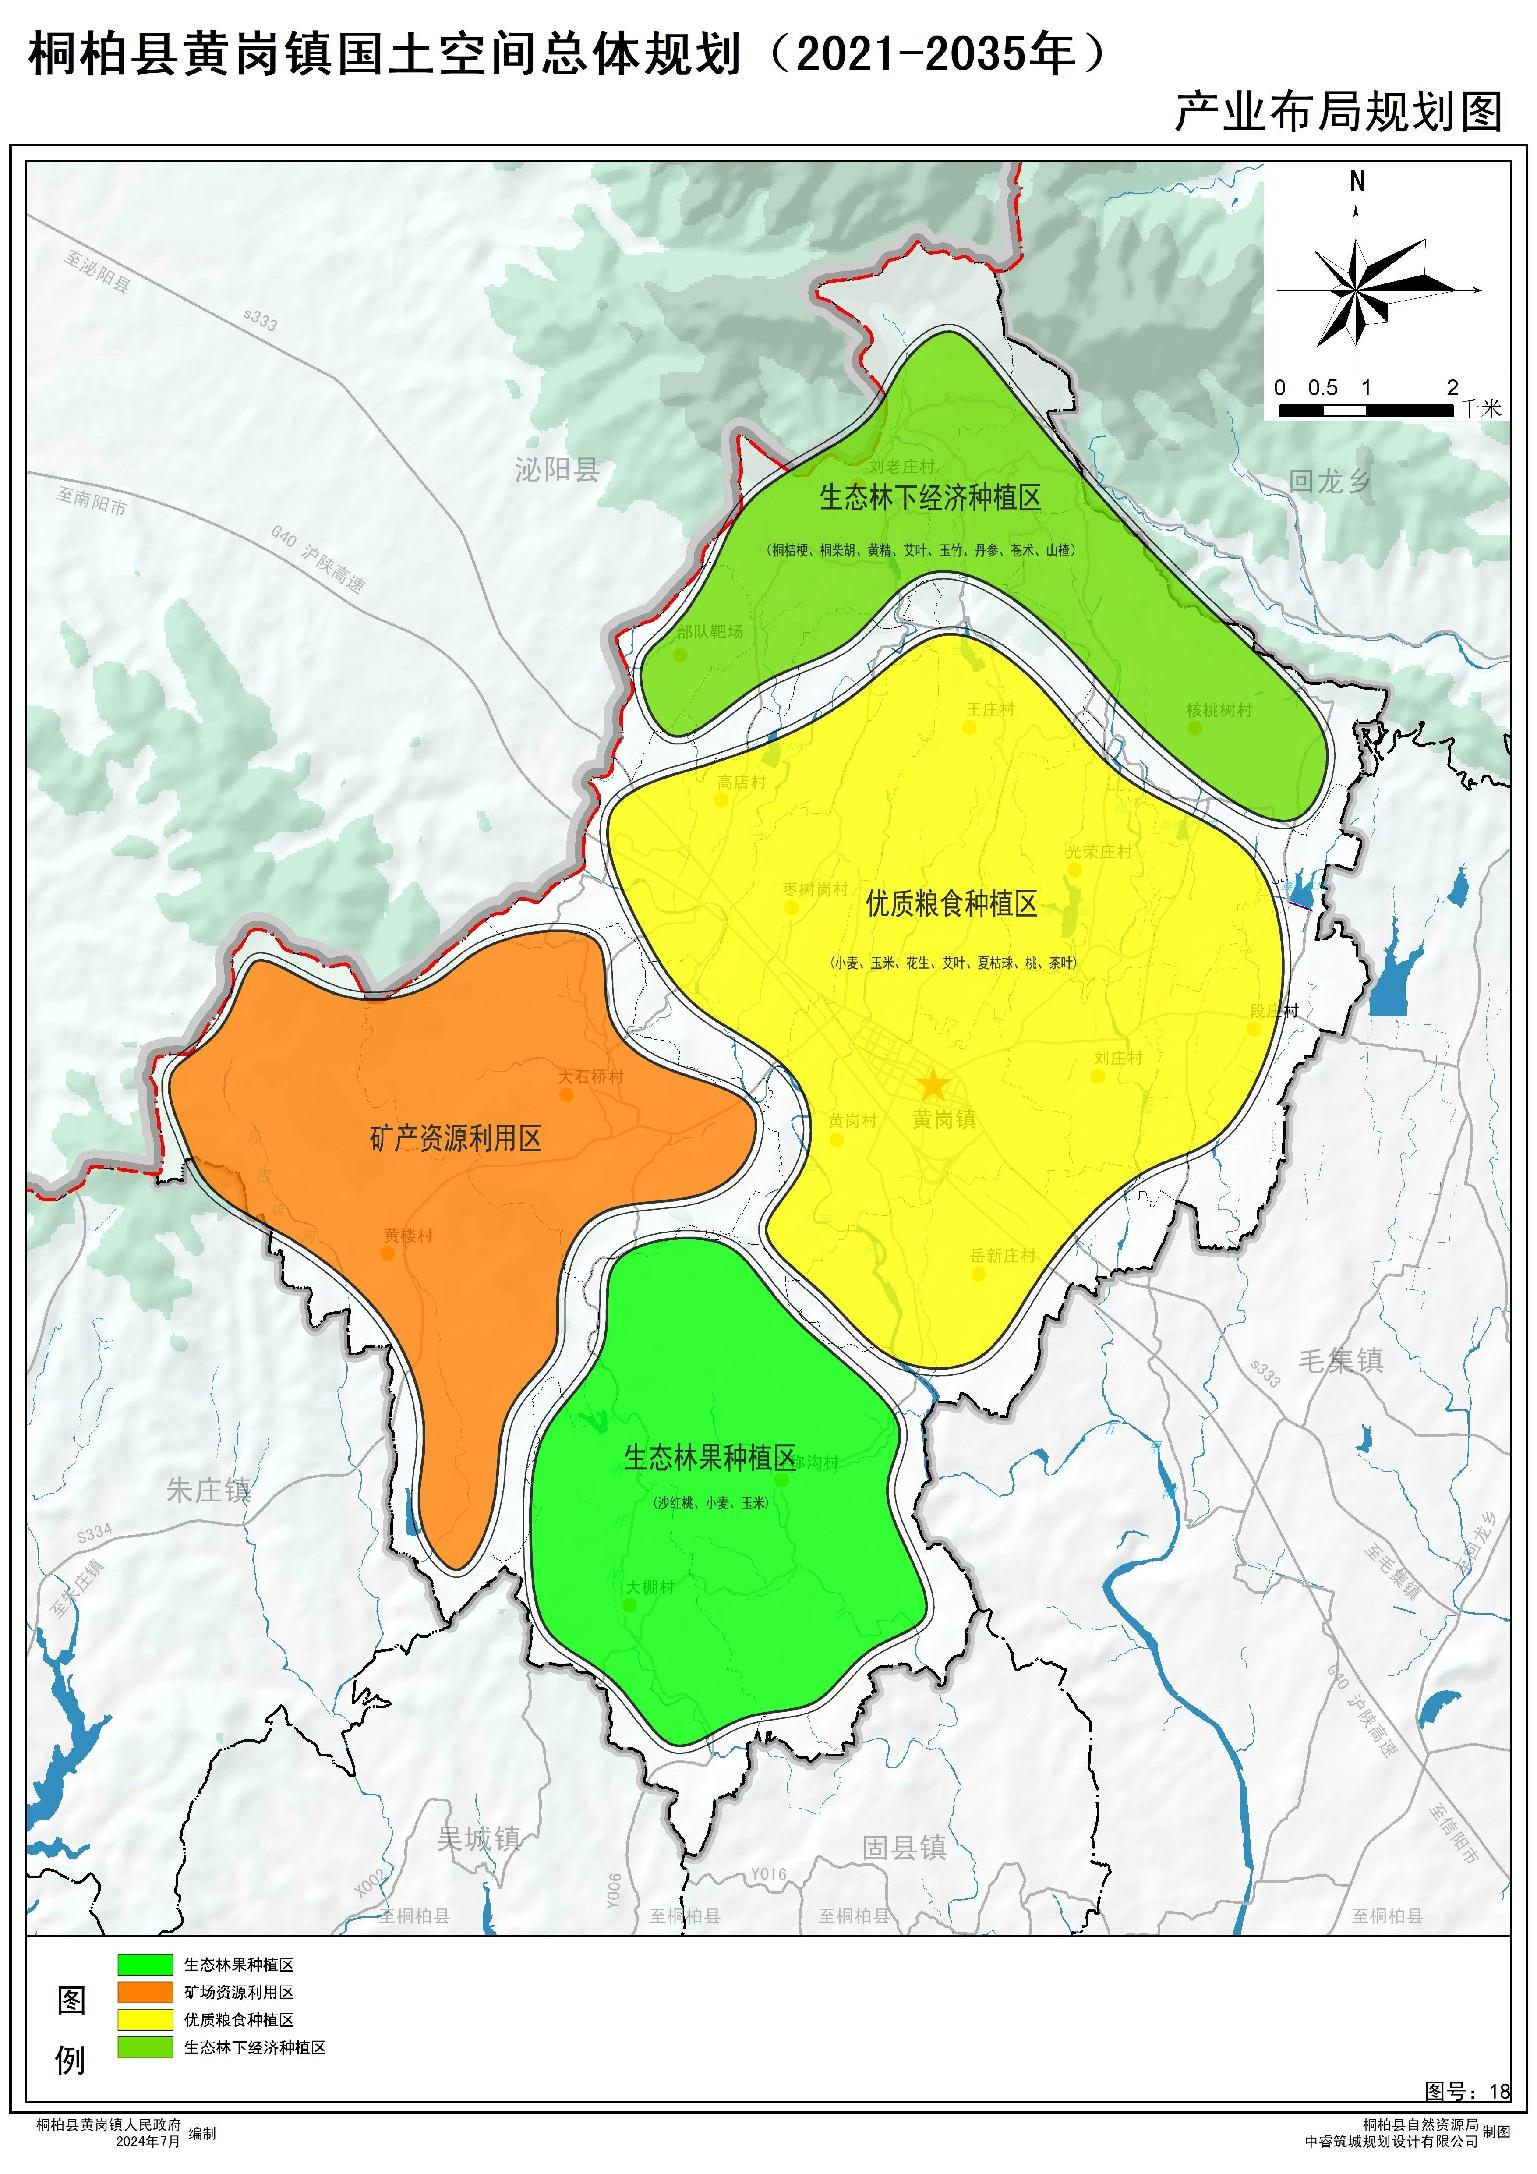 桐柏县黄岗镇国土空间总体规划（2021-2035年）
产业布局规划图
N
0 0.5 1 2
千米
至泌阳县
s333
泌阳县
至南阳市
G40 沪陕高速
回龙乡
刘老庄村
生态林下经济种植区
（桐桔梗、桐柴胡、黄精、艾叶、玉竹、丹参、苍术、山楂）
部队靶场
王庄村
核桃树村
高店村
光荣庄村
枣树岗村
优质粮食种植区
（小麦、玉米、花生、艾叶、夏枯球、桃、茶叶）
段庄村
刘庄村
大石桥村
黄岗村
黄岗镇
矿产资源利用区
黄楼村
岳新庄村
毛集镇
s333
生态林果种植区
称沟村
（沙红桃、小麦、玉米）
朱庄镇
S334
至朱庄镇
大棚村
至毛集镇
至回龙乡
G40 沪陕高速
吴城镇
固县镇
至信阳市
X002
Y006
Y016
至桐柏县
至桐柏县
至桐柏县
至桐柏县
图例
生态林果种植区
矿场资源利用区
优质粮食种植区
生态林下经济种植区
图号：18
桐柏县黄岗镇人民政府
2024年7月
编制
桐柏县自然资源局
中睿筑城规划设计有限公司
制图